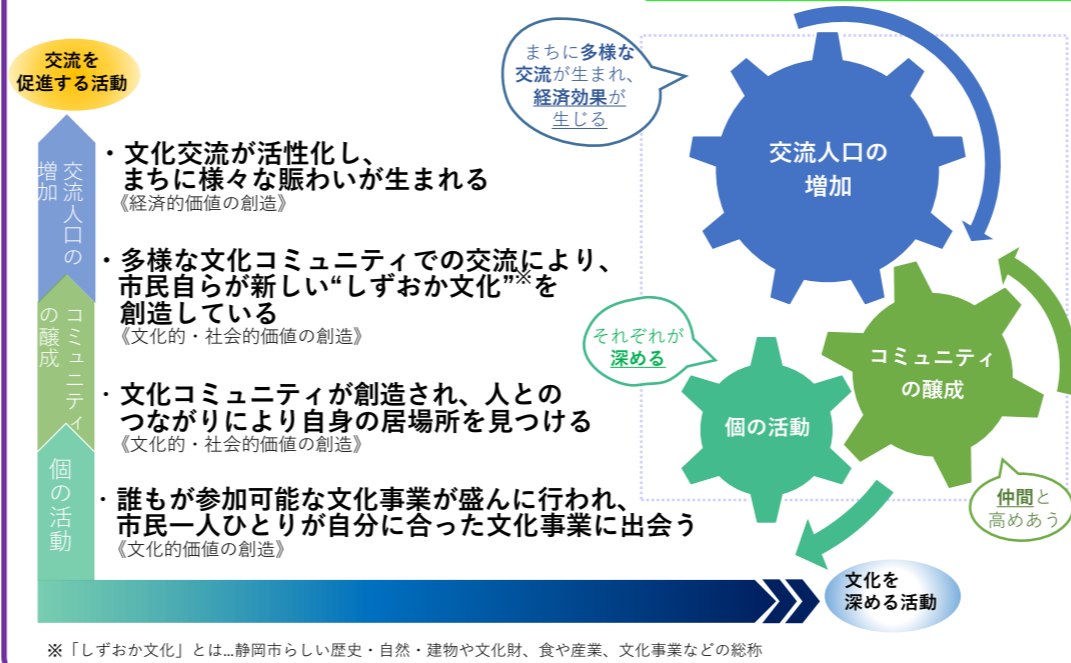 交流を
促進する活動
交流人口の
増加
コミュニティ
の醸成
個の活動
・文化交流が活性化し、
まちに様々な賑わいが生まれる
《経済的価値の創造》
・多様な文化コミュニティでの交流により、
市民自らが新しい“しずおか文化”※を
創造している
《文化的・社会的価値の創造》
・文化コミュニティが創造され、人との
つながりにより自身の居場所を見つける
《文化的・社会的価値の創造》
・誰もが参加可能な文化事業が盛んに行われ、
市民一人ひとりが自分に合った文化事業に出会う
《文化的価値の創造》
まちに多様な
交流が生まれ、
経済効果が
生じる
交流人口の
増加
それぞれが
深める
コミュニティ
の醸成
個の活動
仲間と
高めあう
文化を
深める活動
※「しずおか文化」とは...静岡市らしい歴史・自然・建物や文化財、食や産業、文化事業などの総称